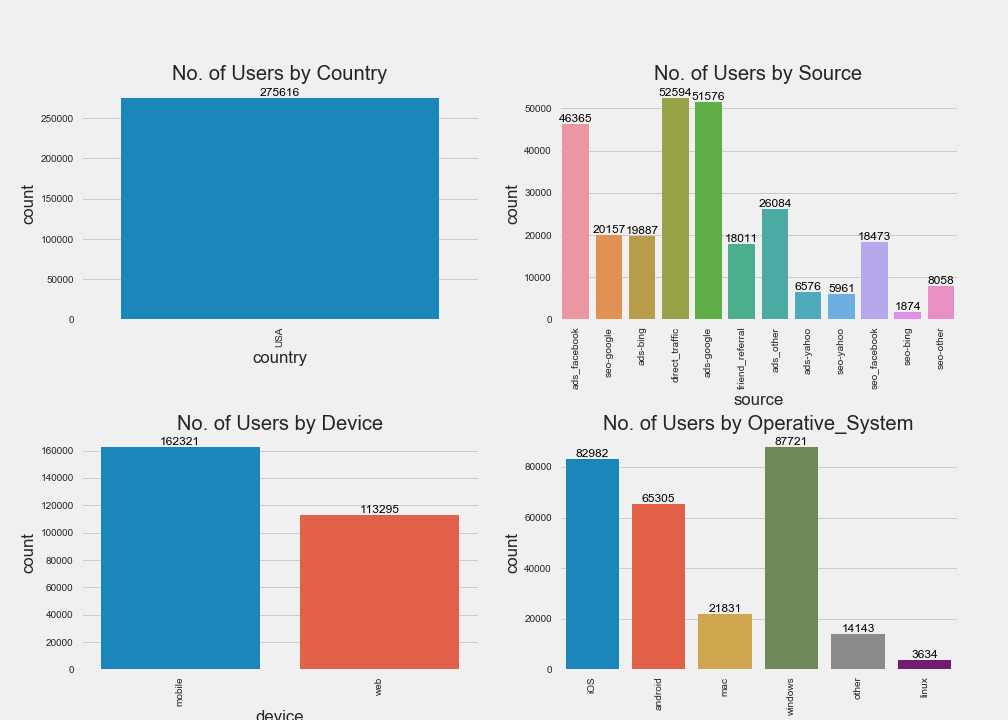 No. of Users by Country
275616
250000
200000
150000
100000
50000
0
count
USA
country
No. of Users by Source
50000
40000
30000
20000
10000
0
count
46365
20157
19887
52594
51576
18011
26084
6576
5961
18473
1874
8058
ads_facebook
seo-google
ads-bing
direct_traffic
ads-google
friend_referral
ads_other
ads-yahoo
seo-yahoo
seo_facebook
seo-bing
seo-other
source
No. of Users by Device
160000
140000
120000
100000
80000
60000
40000
20000
0
count
162321
113295
mobile
web
device
No. of Users by Operative_System
80000
60000
40000
20000
0
count
82982
65305
21831
87721
14143
3634
iOS
android
mac
windows
other
linux